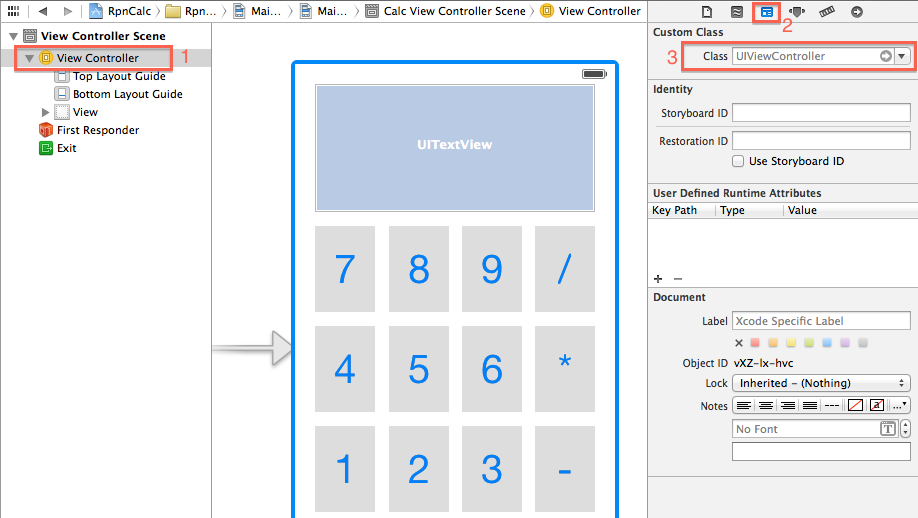 RpnCalc Rpn... Mai... Mai... Calc View Controller Scene View Controller
View Controller Scene
View Controller 1
Top Layout Guide
Bottom Layout Guide
View
First Responder
Exit
UITextView
7 8 9 /
4 5 6 *
1 2 3 -
2
Custom Class
3 Class UIViewController
Identity
Storyboard ID
Restoration ID
Use Storyboard ID
User Defined Runtime Attributes
Key Path Type Value
+ −
Document
Label Xcode Specific Label
Object ID vXZ-lx-hvc
Lock Inherited - (Nothing)
Notes --- a ...
No Font T